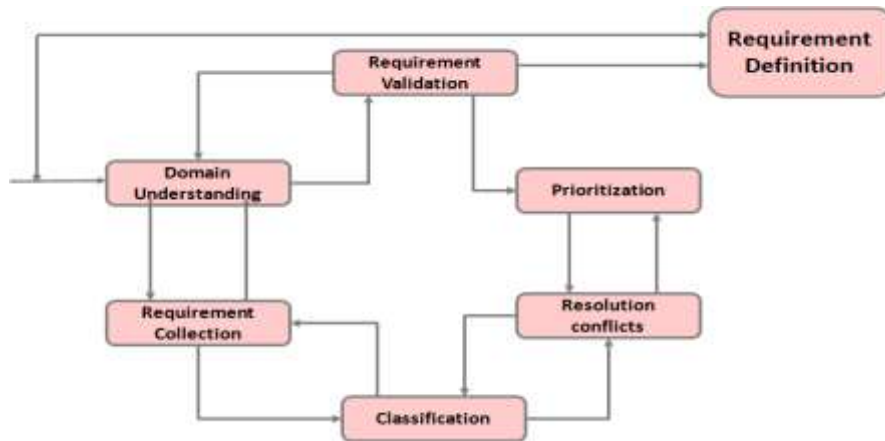 Requirement
Definition
Requirement
Validation
Domain
Understanding
Prioritization
Requirement
Collection
Resolution
conflicts
Classification